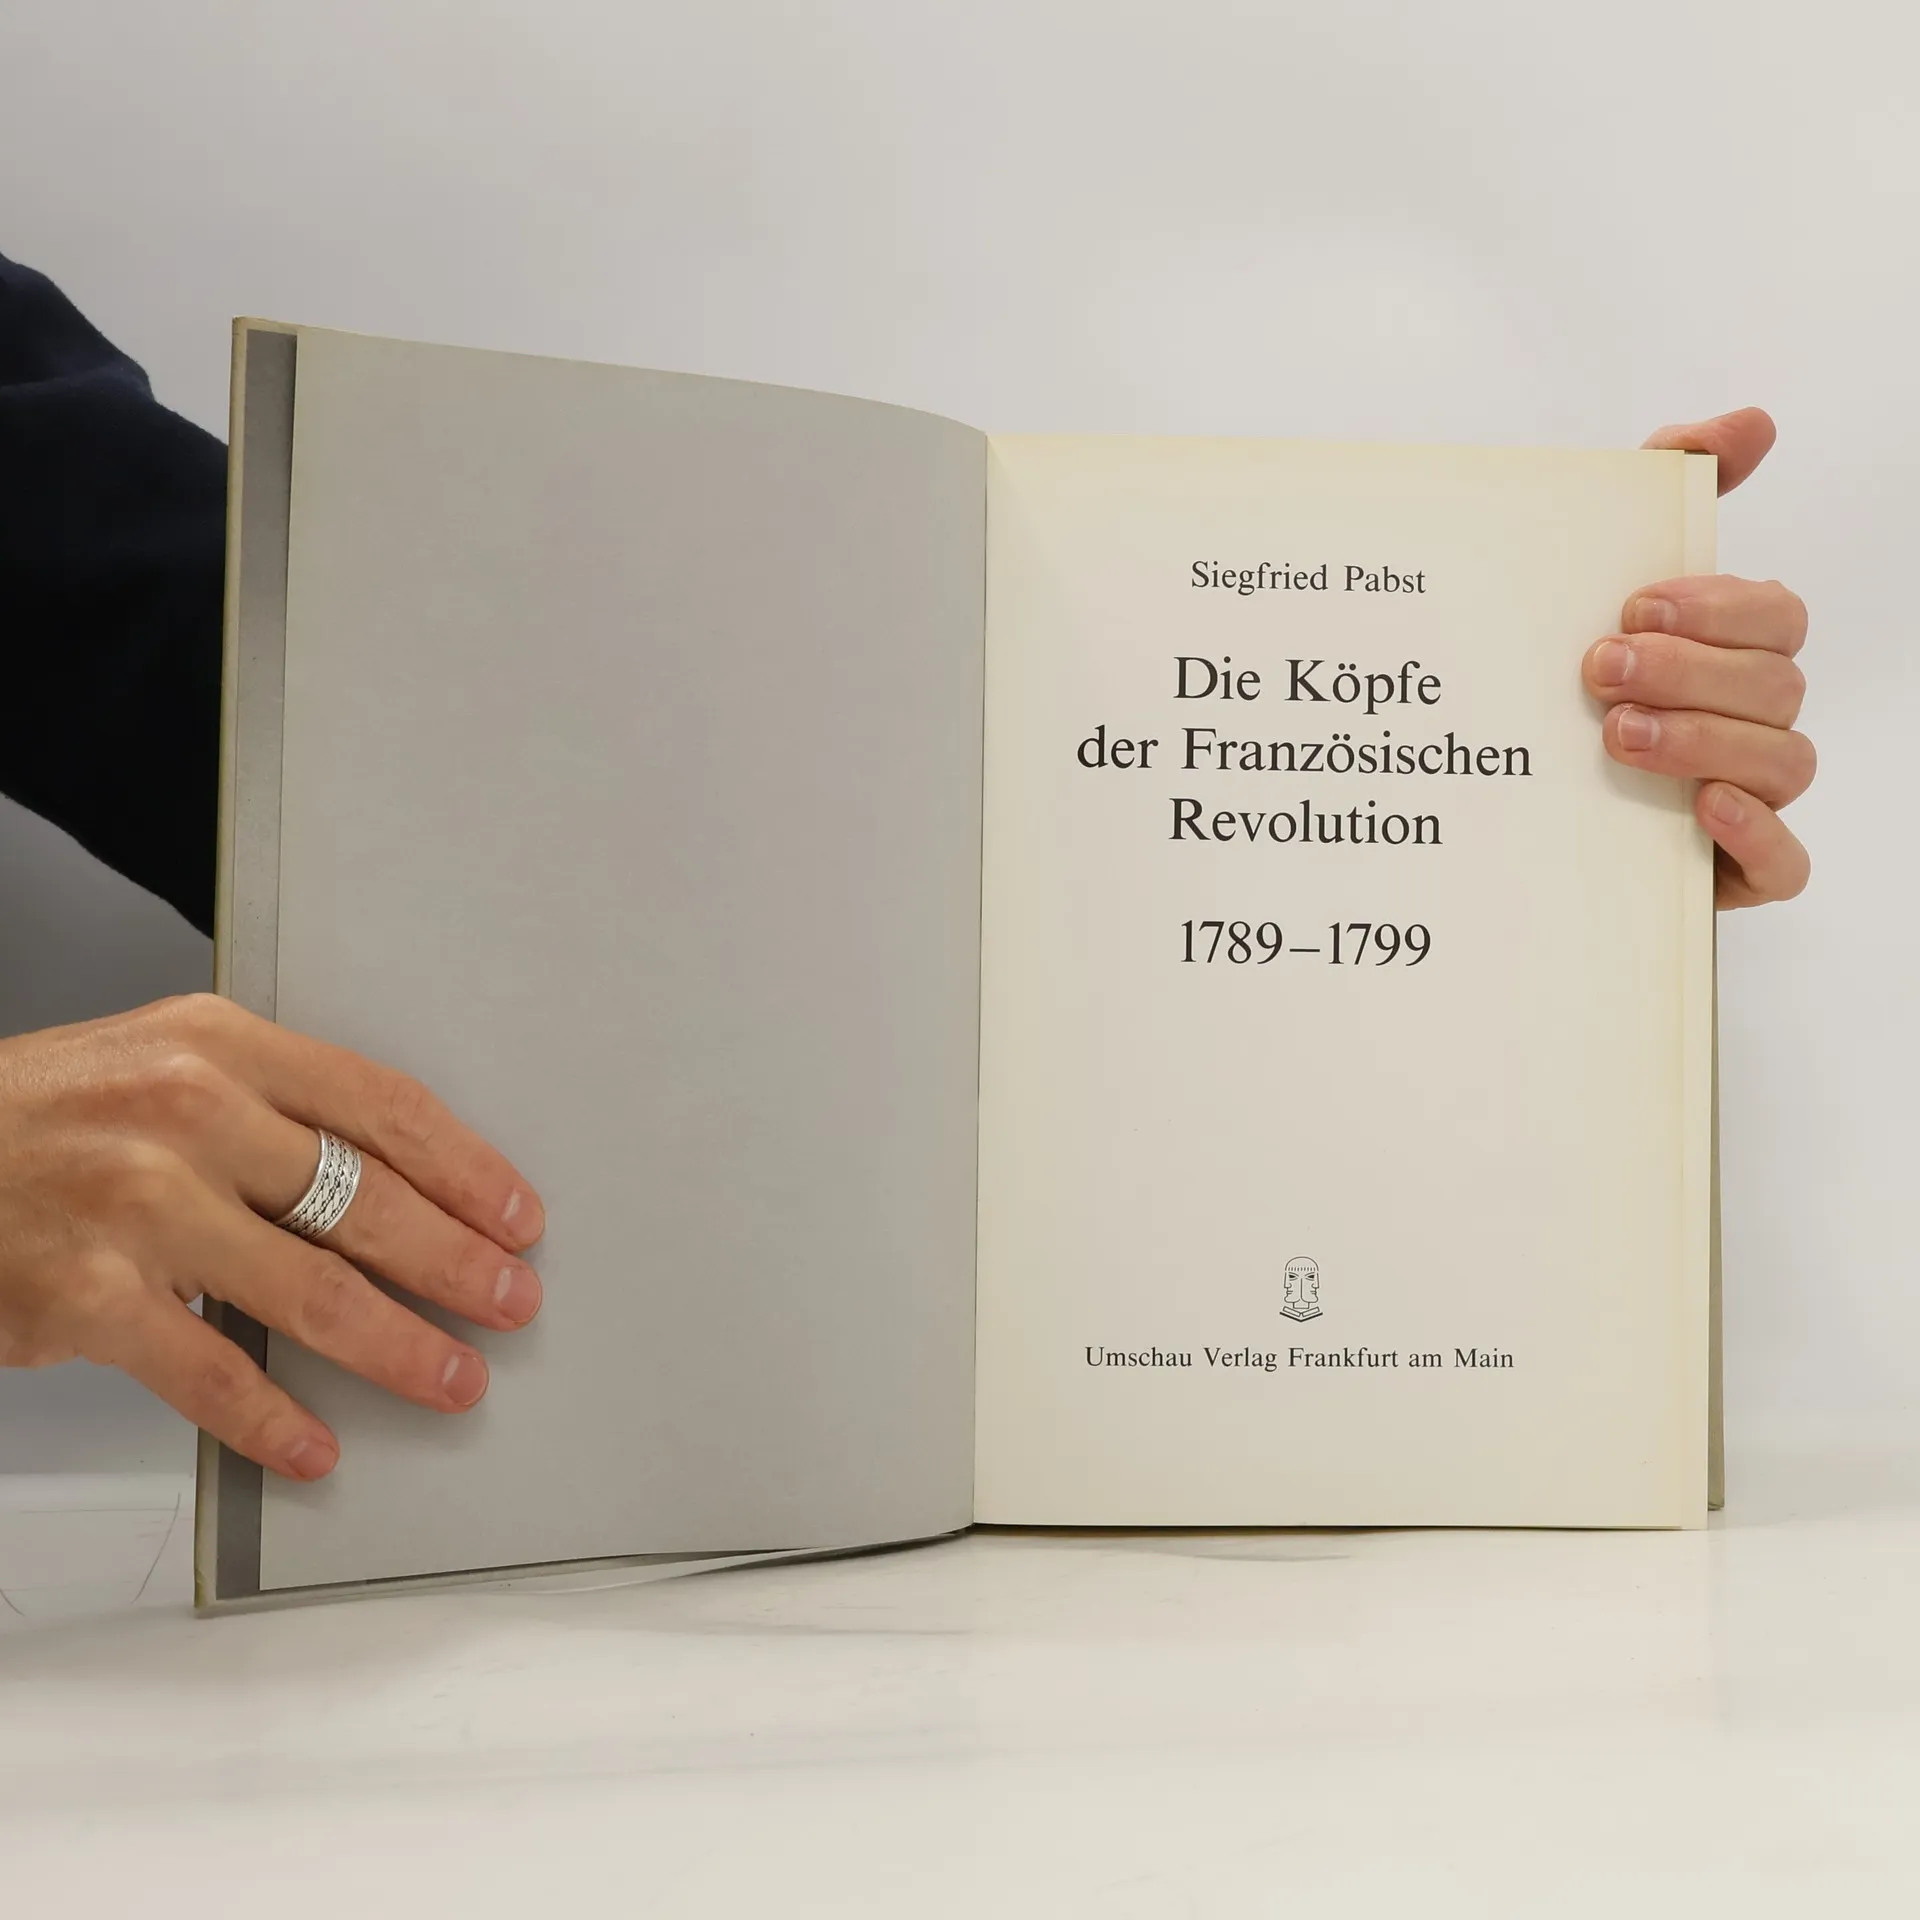 Siegfried Pabst
Die Köpfe
der Französischen
Revolution
1789–1799
Umschau Verlag Frankfurt am Main